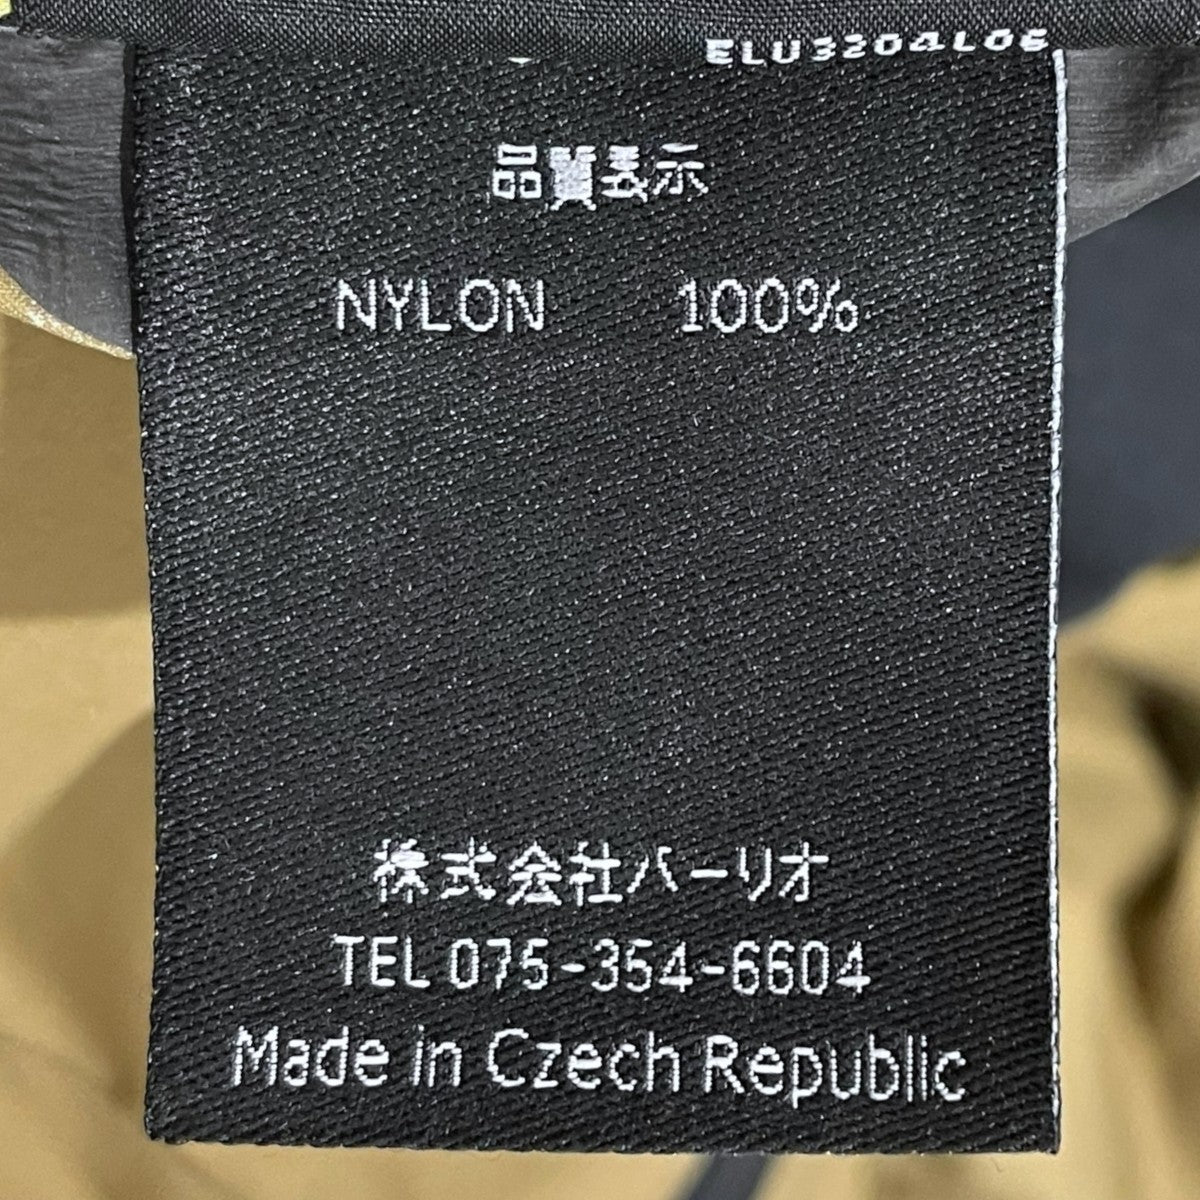 ELU3204L06
品質表示
NYLON 100%
株式会社バーリオ
TEL 075-354-6604
Made in Czech Republic